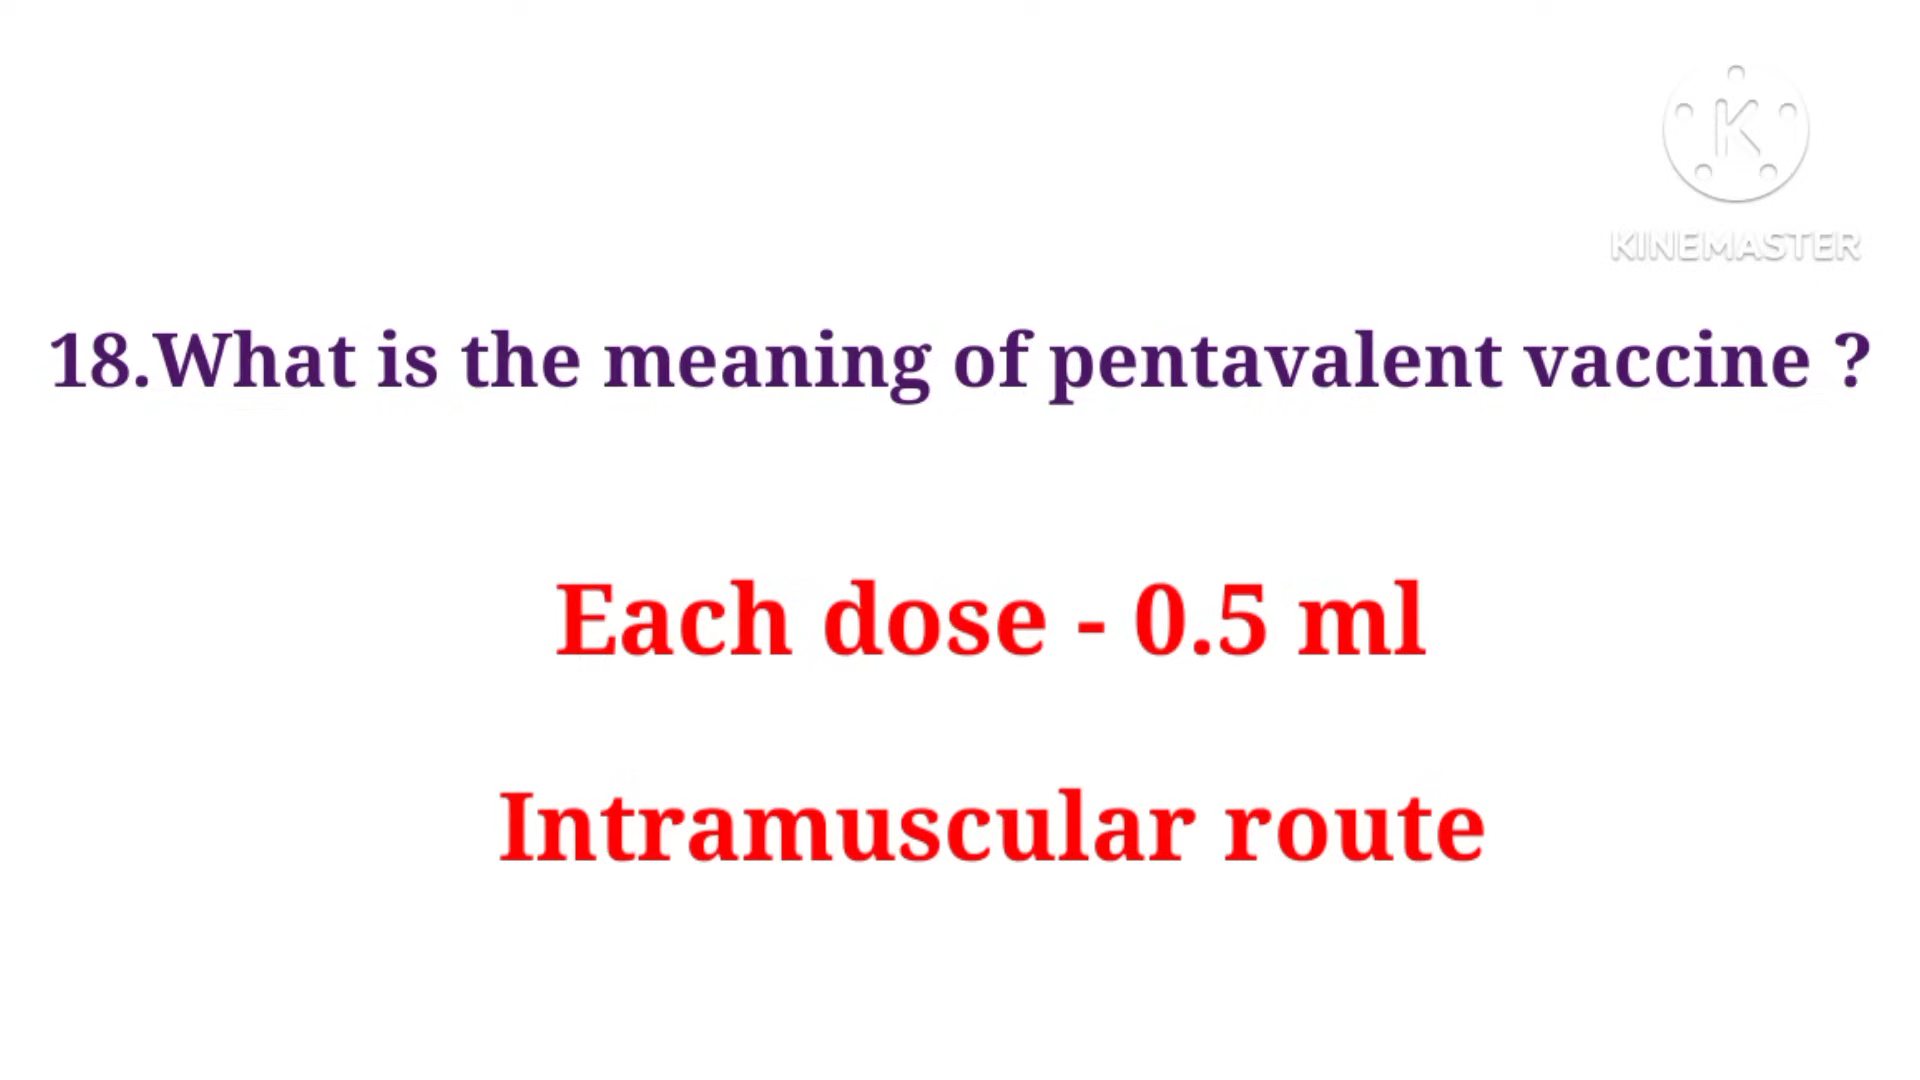 K
KINEMASTER
18.What is the meaning of pentavalent vaccine ?
Each dose - 0.5 ml
Intramuscular route